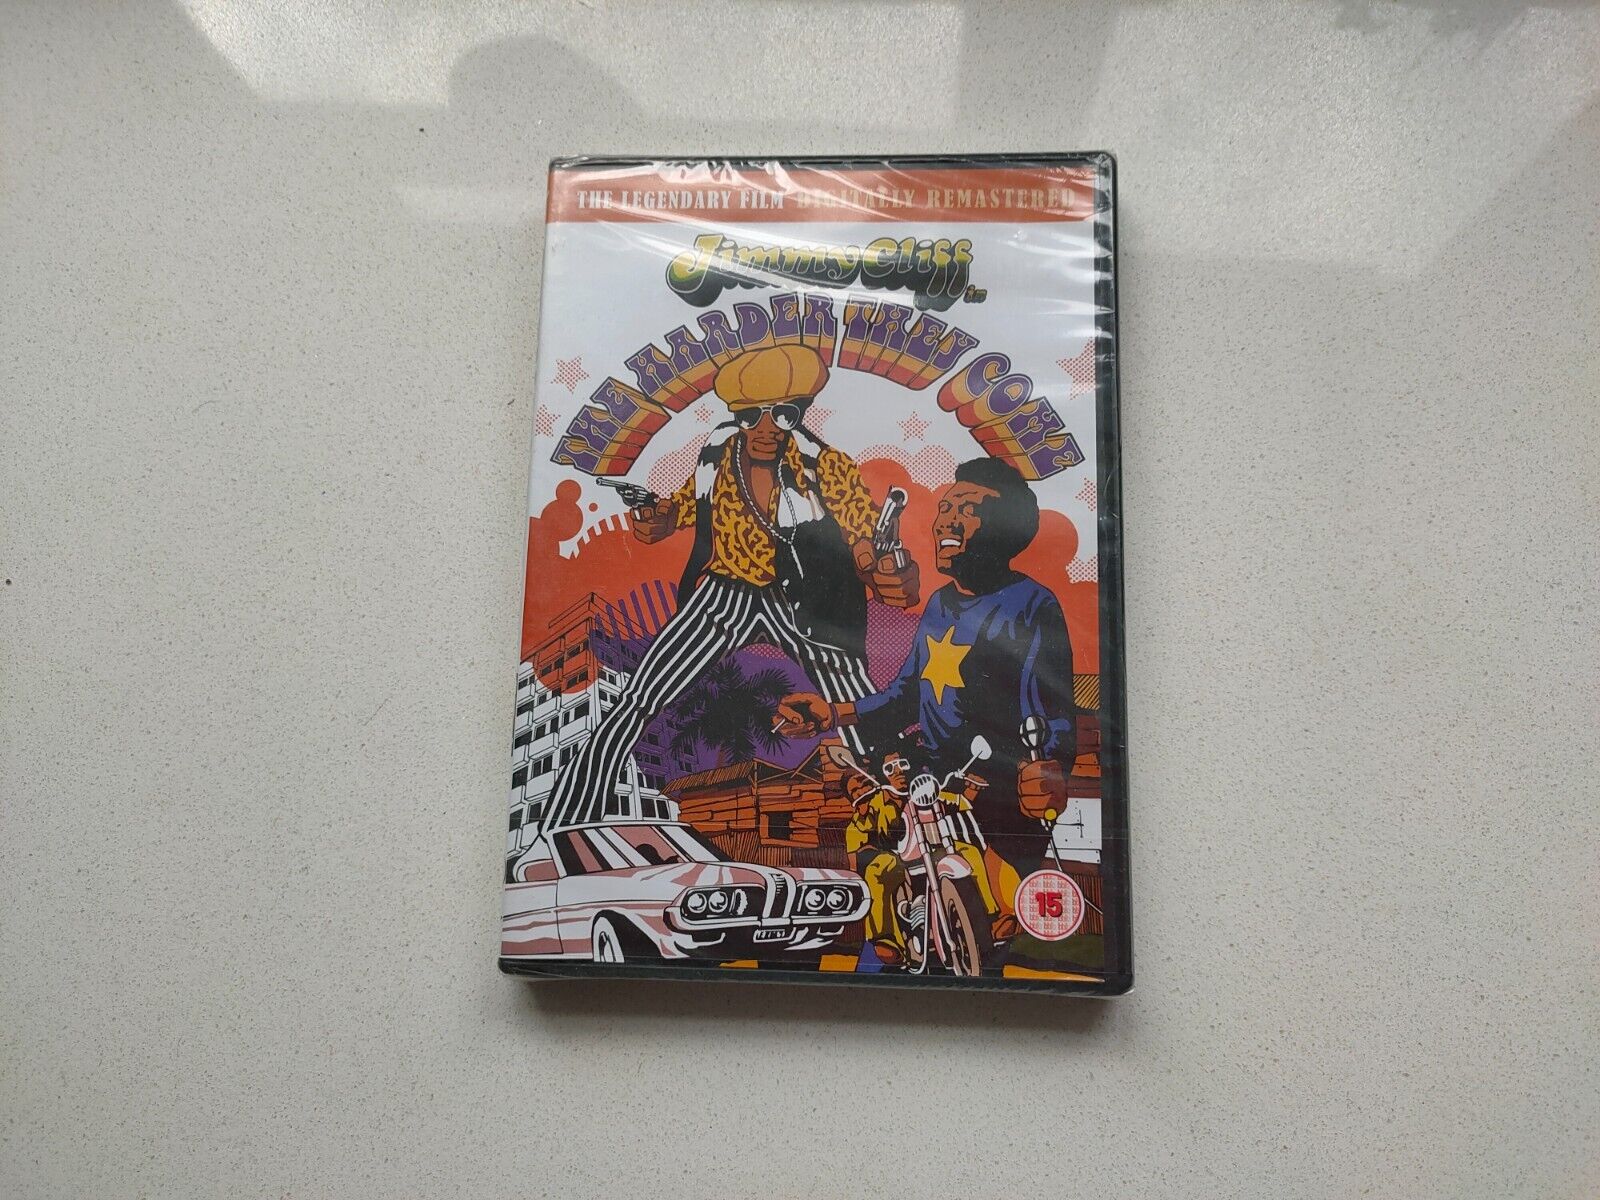 THE LEGENDARY FILM DIGITALLY REMASTERED
Jimmy Cliff
in
THE HARDER THEY COME
15